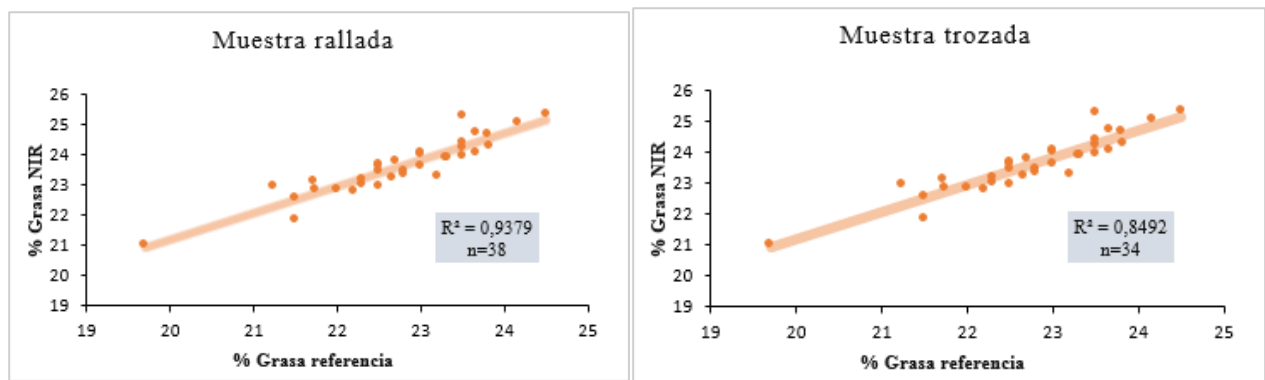 Muestra rallada
% Grasa NIR
26
25
24
23
22
21
20
19
R² = 0,9379
n=38
19 20 21 22 23 24 25
% Grasa referencia
Muestra trozada
% Grasa NIR
26
25
24
23
22
21
20
19
R² = 0,8492
n=34
19 20 21 22 23 24 25
% Grasa referencia